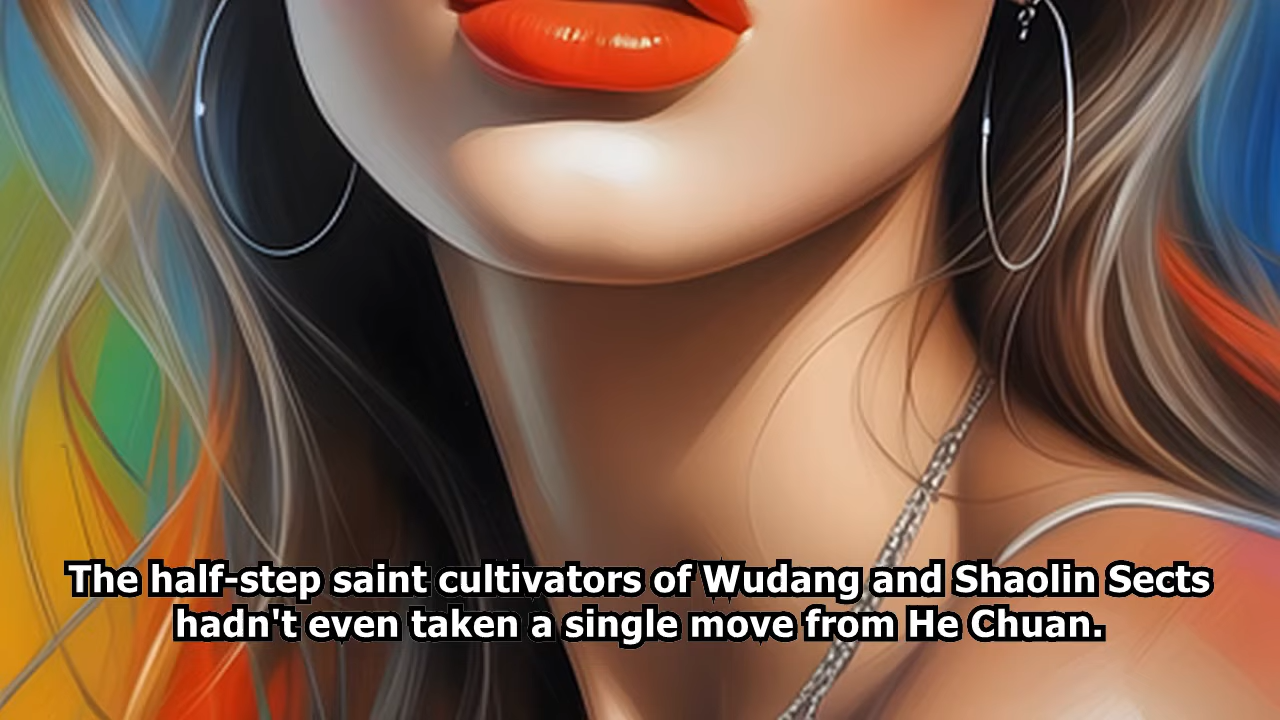 The half-step saint cultivators of Wudang and Shaolin Sects
hadn't even taken a single move from He Chuan.